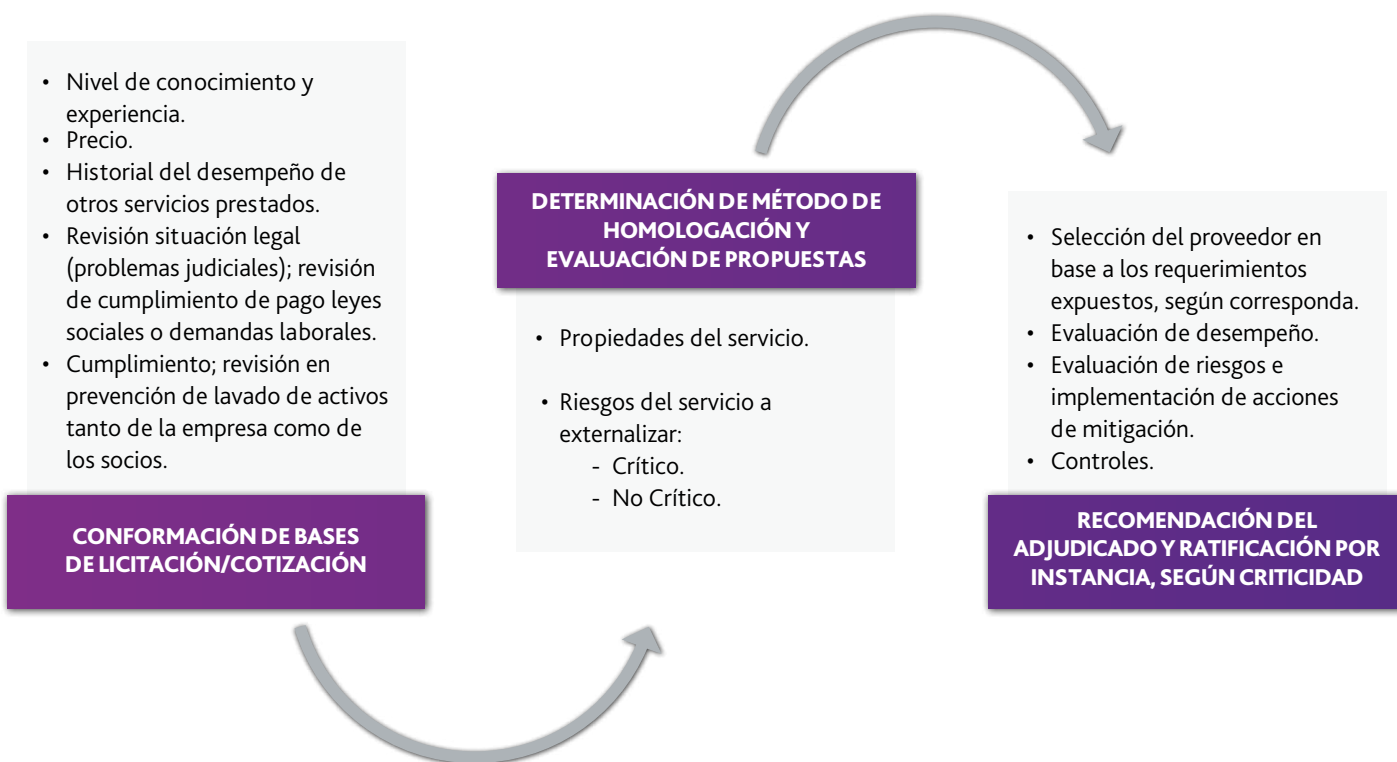 • Nivel de conocimiento y
experiencia.
• Precio.
• Historial del desempeño de
otros servicios prestados.
• Revisión situación legal
(problemas judiciales); revisión
de cumplimiento de pago leyes
sociales o demandas laborales.
• Cumplimiento; revisión en
prevención de lavado de activos
tanto de la empresa como de
los socios.
CONFORMACIÓN DE BASES
DE LICITACIÓN/COTIZACIÓN
DETERMINACIÓN DE MÉTODO DE
HOMOLOGACIÓN Y
EVALUACIÓN DE PROPUESTAS
• Propiedades del servicio.
• Riesgos del servicio a
externalizar:
- Crítico.
- No Crítico.
• Selección del proveedor en
base a los requerimientos
expuestos, según corresponda.
• Evaluación de desempeño.
• Evaluación de riesgos e
implementación de acciones
de mitigación.
• Controles.
RECOMENDACIÓN DEL
ADJUDICADO Y RATIFICACIÓN POR
INSTANCIA, SEGÚN CRITICIDAD